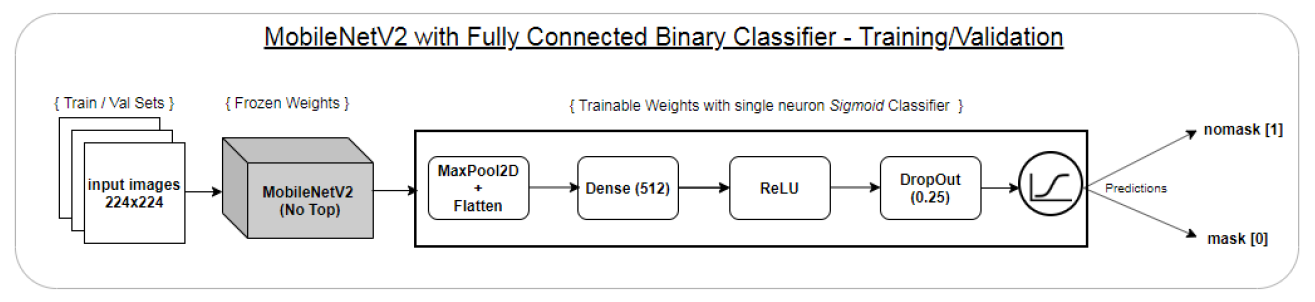 MobileNetV2 with Fully Connected Binary Classifier - Training/Validation
{ Train / Val Sets }
{ Frozen Weights }
{ Trainable Weights with single neuron Sigmoid Classifier }
input images
224x224
MobileNetV2
(No Top)
MaxPool2D
+
Flatten
Dense (512)
ReLU
DropOut
(0.25)
Predictions
nomask [1]
mask [0]